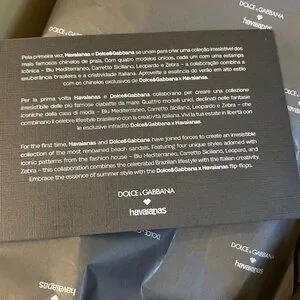 Pela primeira vez, Havaianas e Dolce&Gabbana se unem para criar uma coleção irresistível dos
mais famosos chinelos de praia. Com quatro modelos únicos, cada um com uma estampa
icônica - Blu Mediterraneo, Carretto Siciliano, Leopardo e Zebra - a colaboração combina a
exuberância brasileira e a criatividade italiana. Aproveite a essência do verão em alto estilo
com os chinelos exclusivos de Dolce&Gabbana x Havaianas.
Per la prima volta Havaianas e Dolce&Gabbana collaborano per creare una collezione
irresistibile delle più famose ciabatte da mare. Quattro modelli unici, declinati nelle fantasie
iconiche della casa di moda – Blu Mediterraneo, Carretto Siciliano, Leopardo e Zebra – che
combinano il celebre lifestyle brasiliano con la creatività italiana. Vivi la tua estate in libertà con
le esclusive infradito Dolce&Gabbana x Havaianas.
For the first time, Havaianas and Dolce&Gabbana have joined forces to create an irresistible
collection of the most renowned beach sandals. Featuring four unique styles adorned with
iconic patterns from the fashion house – Blu Mediterraneo, Carretto Siciliano, Leopard, and
Zebra – this collaboration combines the celebrated Brazilian lifestyle with the Italian creativity.
Embrace the essence of summer style with the Dolce&Gabbana x Havaianas flip-flops.
DOLCE & GABBANA
havaianas
DOLCE & GABBANA
havaianas